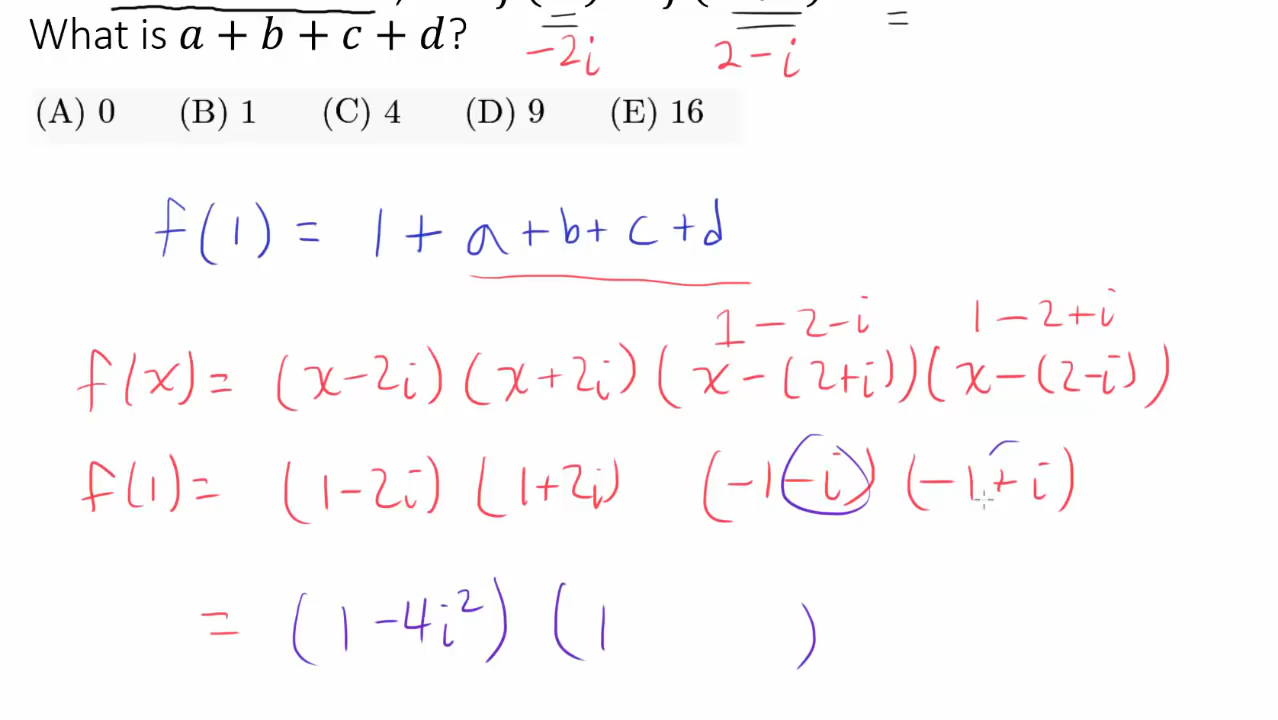 What is a + b + c + d?
-2i 2-i =
(A) 0 (B) 1 (C) 4 (D) 9 (E) 16
f(1) = 1 + a+b+c+d
1-2-i 1-2+i
f(x) = (x-2i)(x+2i)(x-(2+i))(x-(2-i))
f(1) = (1-2i)(1+2i) (-1-i)(-1+i)
= (1-4i²)(1 )